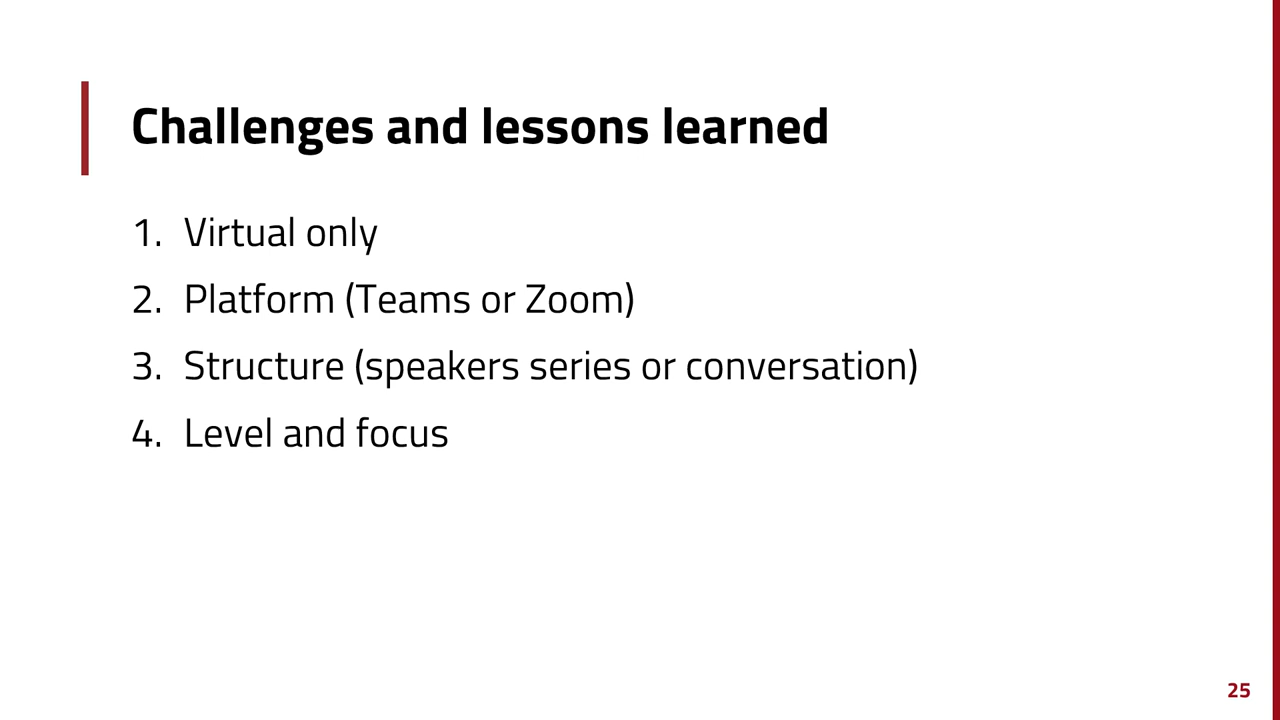 Challenges and lessons learned
1. Virtual only
2. Platform (Teams or Zoom)
3. Structure (speakers series or conversation)
4. Level and focus
25